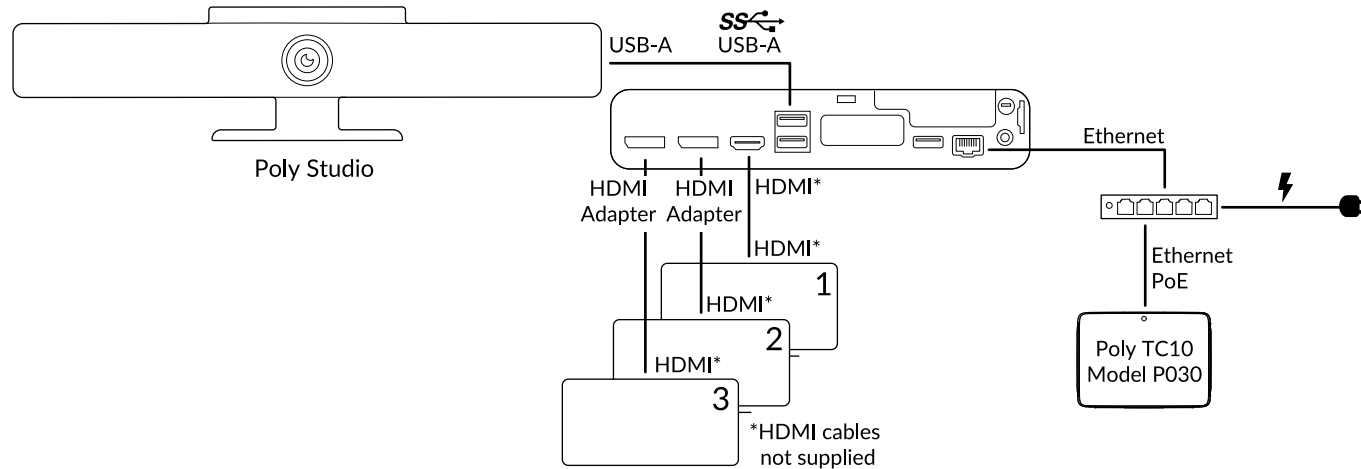 SS
USB-A
USB-A
Poly Studio
Ethernet
HDMI
Adapter
HDMI
Adapter
HDMI*
HDMI*
1
HDMI*
2
HDMI*
3
*HDMI cables
not supplied
Ethernet
PoE
Poly TC10
Model P030